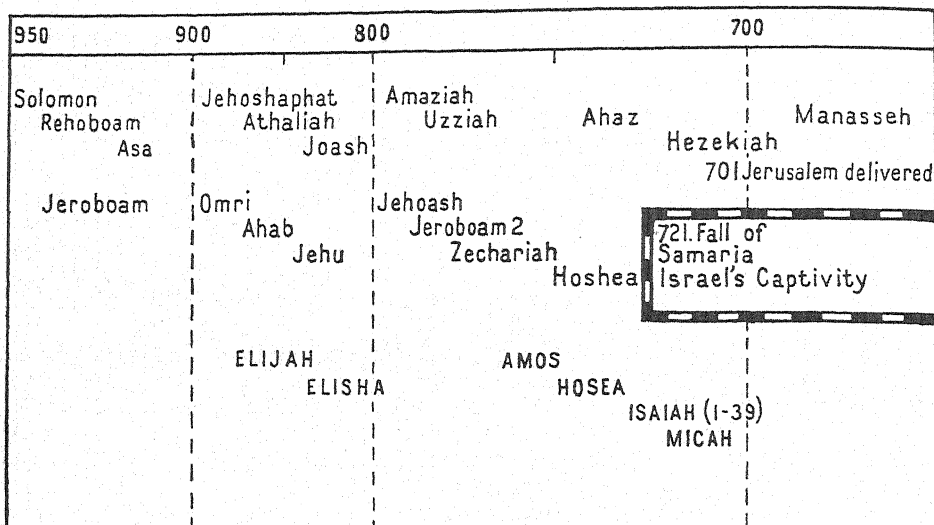 950 900 800 700
Solomon Jehoshaphat Amaziah
Rehoboam Athaliah Uzziah Ahaz Manasseh
Asa Joash Hezekiah
701 Jerusalem delivered
Jeroboam Omri Jehoash
Ahab Jeroboam 2 721. Fall of
Jehu Zechariah Samaria
Hoshea Israel's Captivity
ELIJAH AMOS
ELISHA HOSEA
ISAIAH (1-39)
MICAH